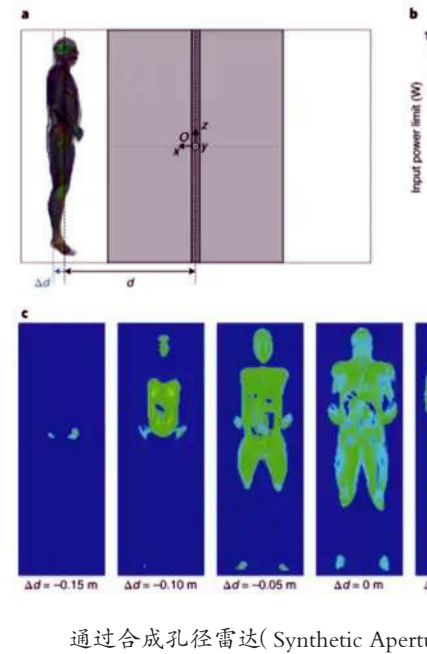 a
b
Input power limit (W)
O
z
x
y
Δd
d
c
Δd = −0.15 m
Δd = −0.10 m
Δd = −0.05 m
Δd = 0 m
通过合成孔径雷达( Synthetic Apertu